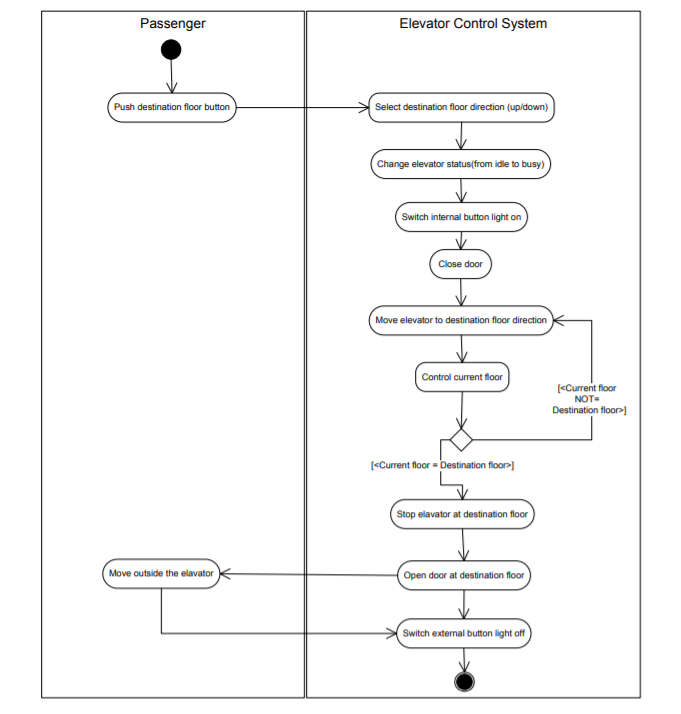 Passenger
Elevator Control System
Push destination floor button
Select destination floor direction (up/down)
Change elevator status(from idle to busy)
Switch internal button light on
Close door
Move elevator to destination floor direction
Control current floor
[<Current floor
NOT=
Destination floor>]
[<Current floor = Destination floor>]
Stop elavator at destination floor
Move outside the elavator
Open door at destination floor
Switch external button light off